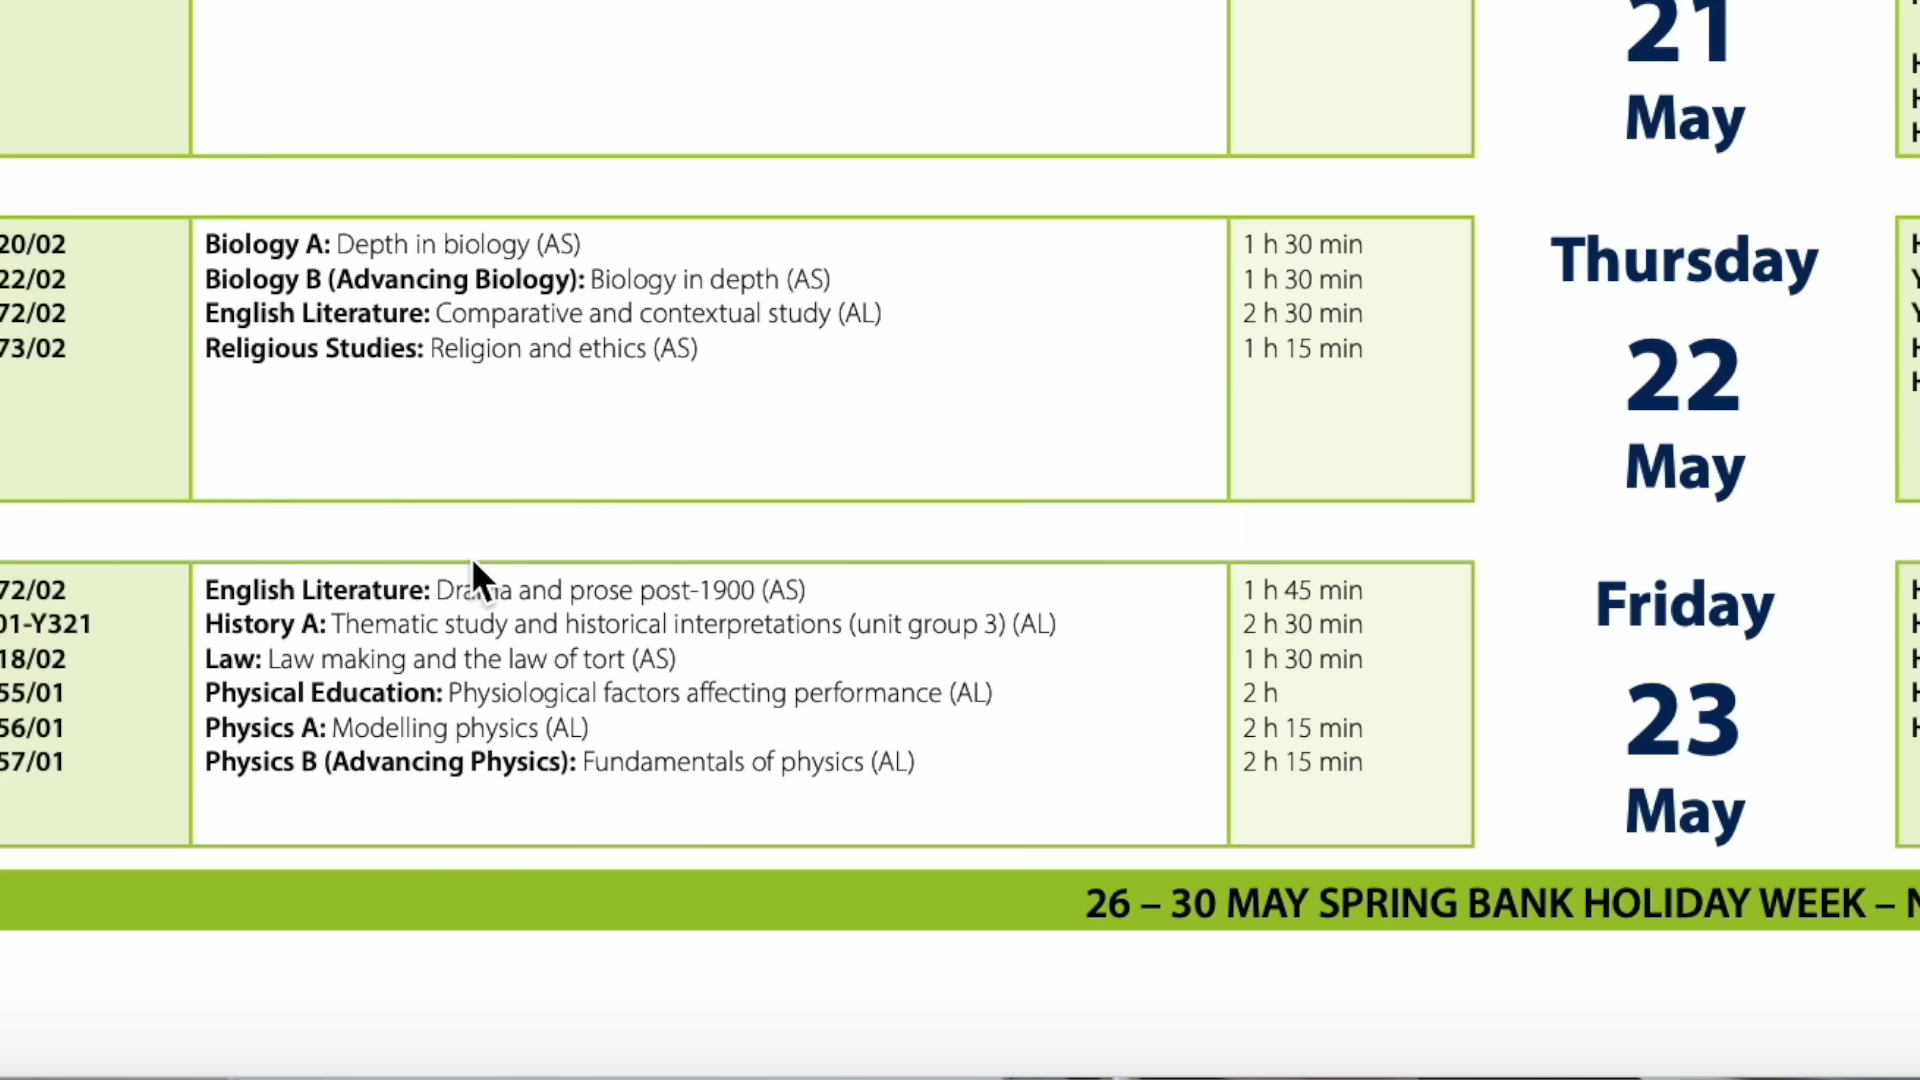 21
May
20/02 Biology A: Depth in biology (AS) 1 h 30 min
22/02 Biology B (Advancing Biology): Biology in depth (AS) 1 h 30 min
72/02 English Literature: Comparative and contextual study (AL) 2 h 30 min
73/02 Religious Studies: Religion and ethics (AS) 1 h 15 min
Thursday
22
May
72/02 English Literature: and prose post-1900 (AS) 1 h 45 min
01-Y321 History A: Thematic study and historical interpretations (unit group 3) (AL) 2 h 30 min
18/02 Law: Law making and the law of tort (AS) 1 h 30 min
55/01 Physical Education: Physiological factors affecting performance (AL) 2 h
56/01 Physics A: Modelling physics (AL) 2 h 15 min
57/01 Physics B (Advancing Physics): Fundamentals of physics (AL) 2 h 15 min
Friday
23
May
26 – 30 MAY SPRING BANK HOLIDAY WEEK –